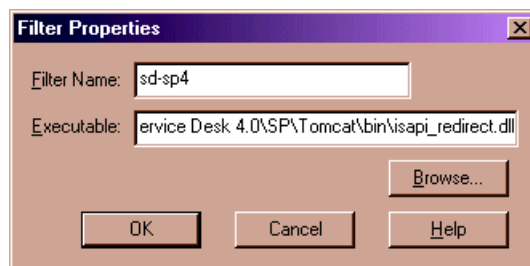 Filter Properties
Filter Name: sd-sp4
Executable: ervice Desk 4.0\SP\Tomcat\bin\isapi_redirect.dll
Browse...
OK Cancel Help